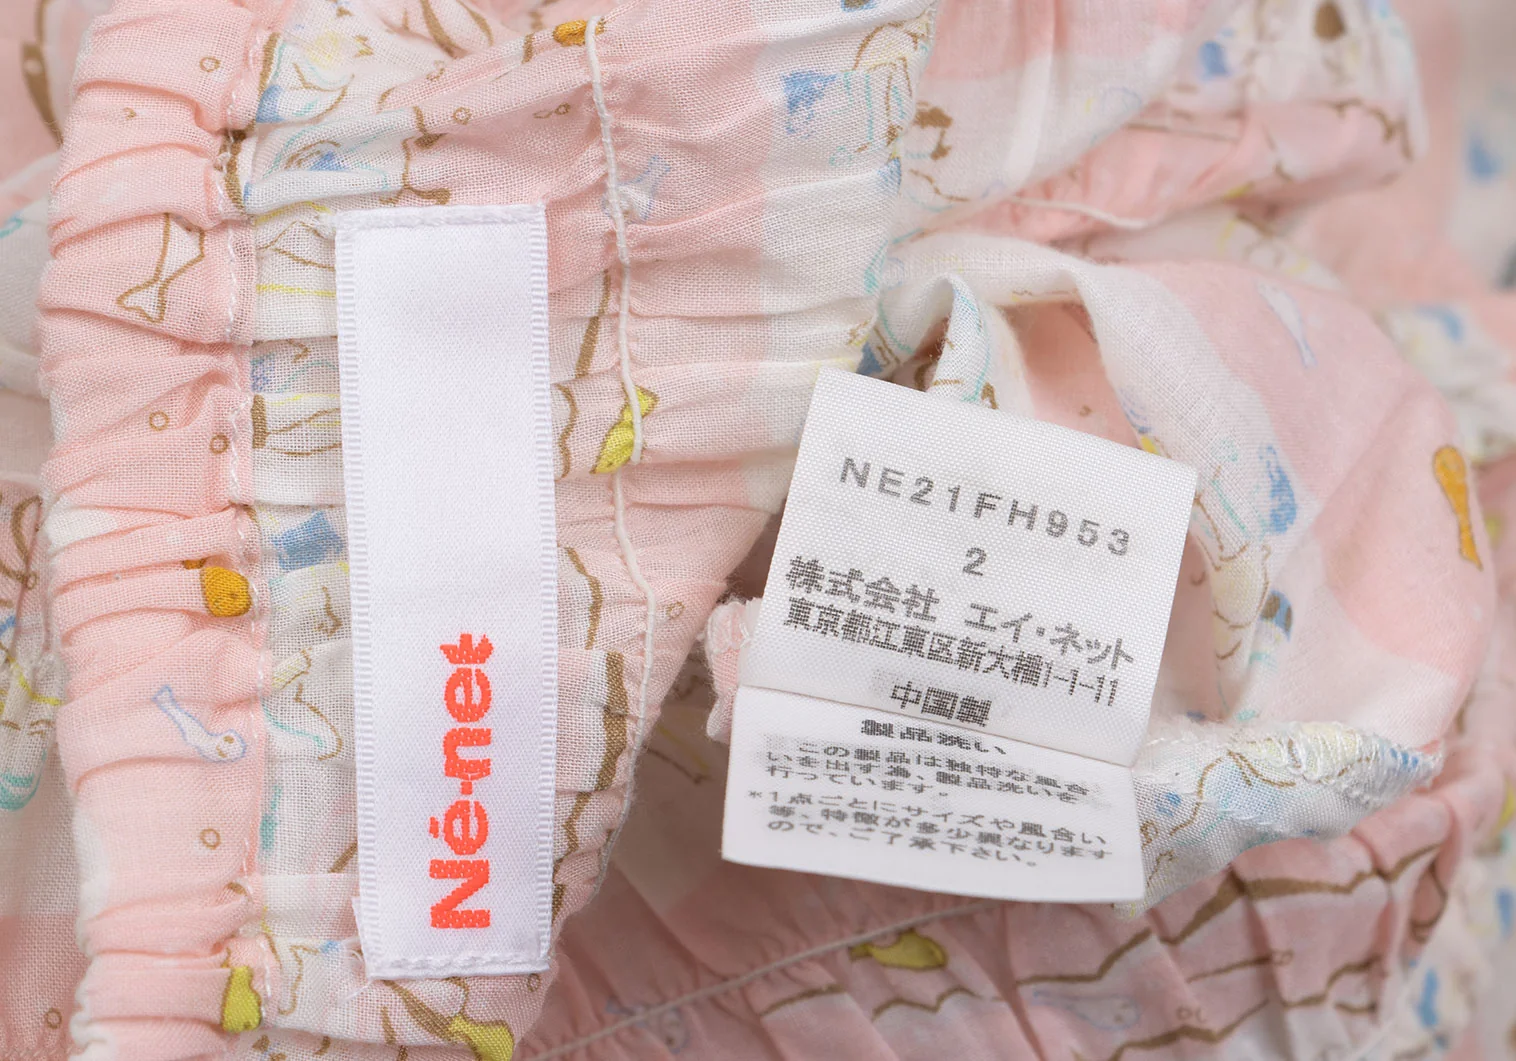 Né-net
NE21FH953
2
株式会社 エイ・ネット
東京都江東区新大橋1-1-11
中国製
製品洗い
この製品は独特な風合
いを出す為、製品洗いを
行っています。
*1点ごとにサイズや風合い
等、特徴が多少異なります
ので、ご了承下さい。